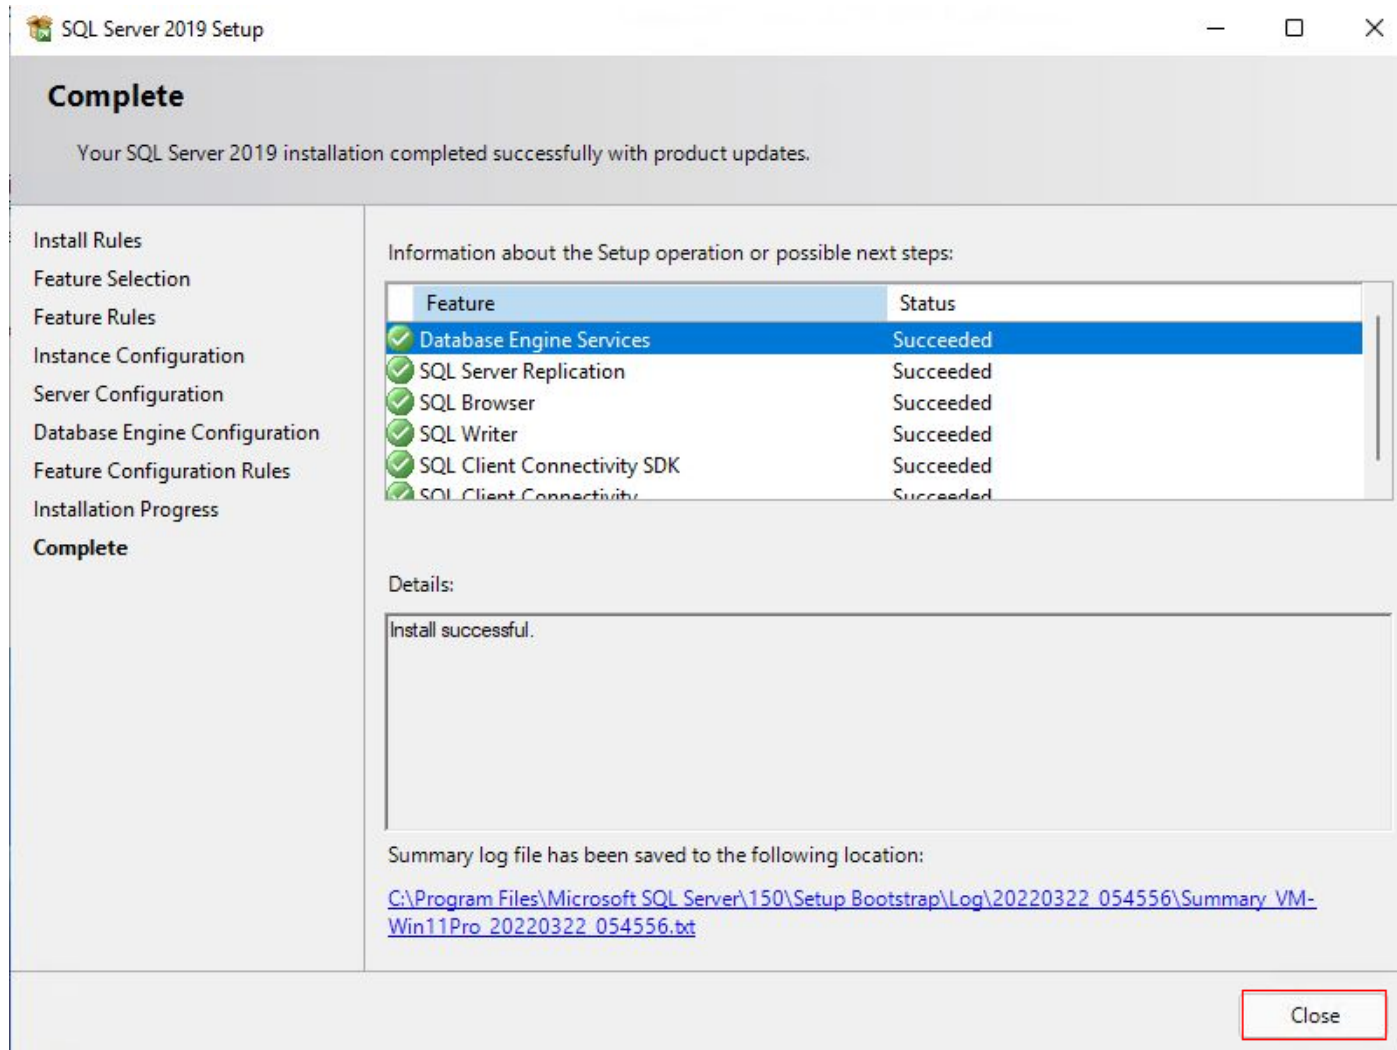 SQL Server 2019 Setup
Complete
Your SQL Server 2019 installation completed successfully with product updates.
Install Rules
Feature Selection
Feature Rules
Instance Configuration
Server Configuration
Database Engine Configuration
Feature Configuration Rules
Installation Progress
Complete
Information about the Setup operation or possible next steps:
Feature Status
Database Engine Services Succeeded
SQL Server Replication Succeeded
SQL Browser Succeeded
SQL Writer Succeeded
SQL Client Connectivity SDK Succeeded
SQL Client Connectivity Succeeded
Details:
Install successful.
Summary log file has been saved to the following location:
C:\Program Files\Microsoft SQL Server\150\Setup Bootstrap\Log\20220322_054556\Summary_VM-
Win11Pro_20220322_054556.txt
Close